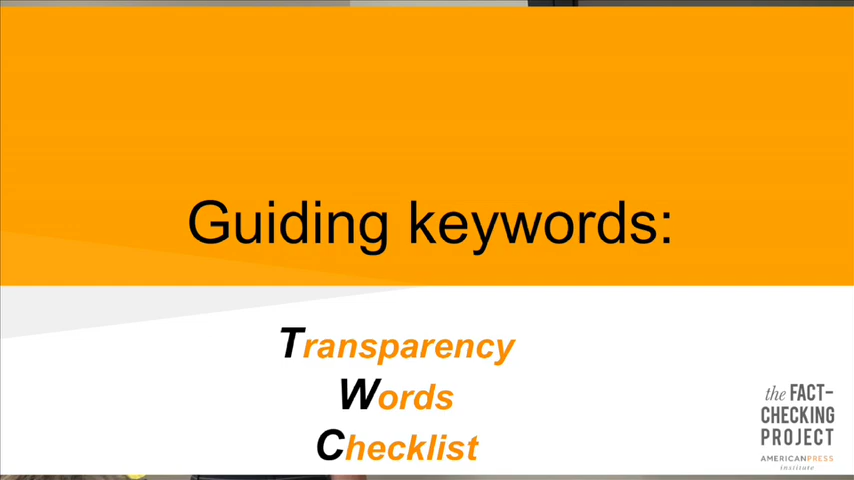 Guiding keywords:
Transparency
Words
Checklist
the FACT-
CHECKING
PROJECT
AMERICANPRESS
institute